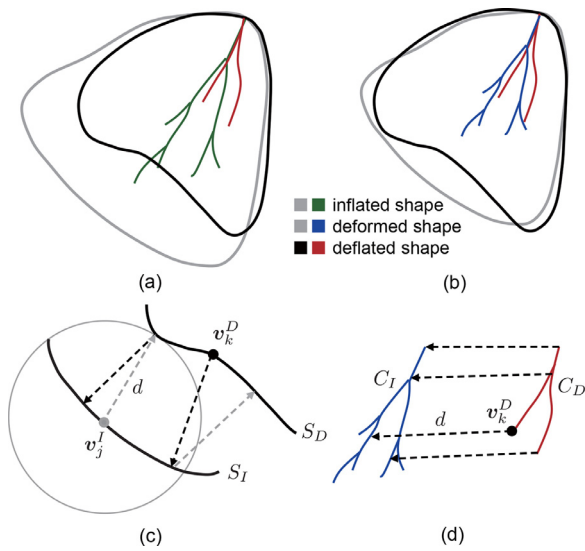 inflated shape
deformed shape
deflated shape
(a)
(b)
v_k^D
d
v_j^I
S_D
S_I
C_I
C_D
v_k^D
d
(c)
(d)